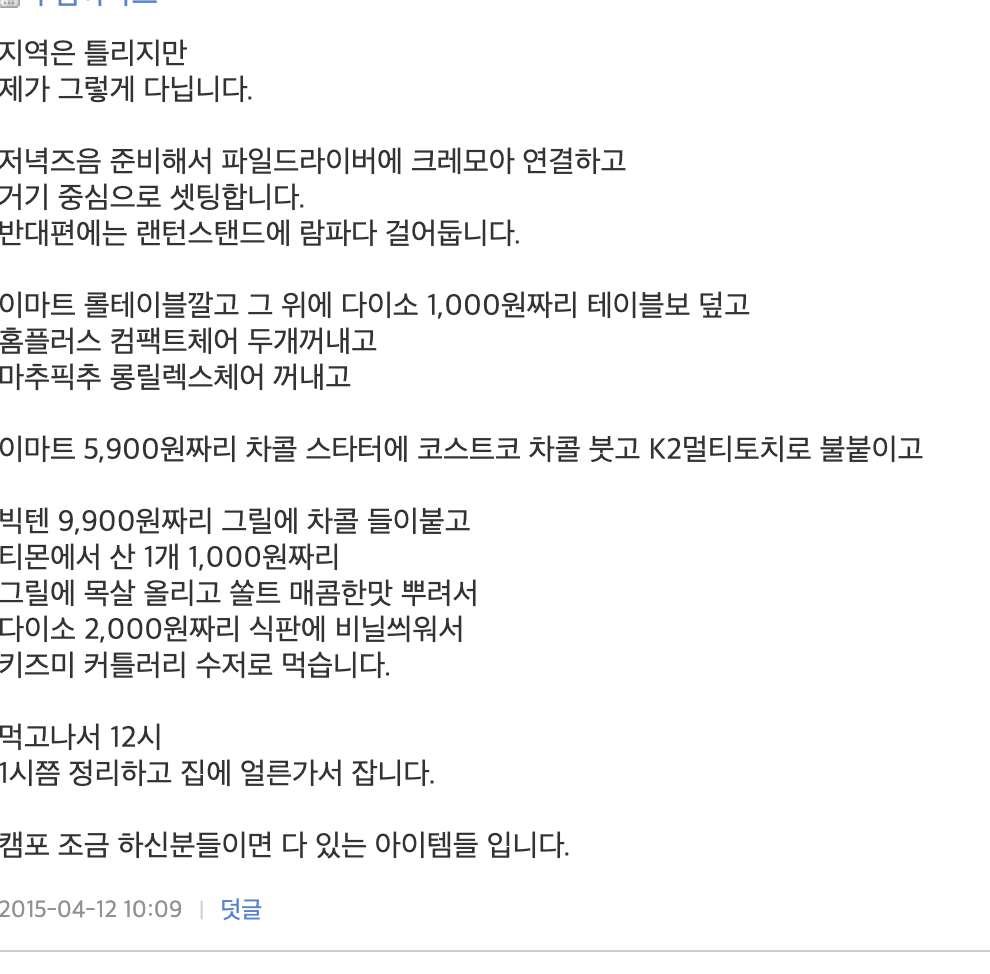 지역은 틀리지만
제가 그렇게 다닙니다.
저녁즈음 준비해서 파일드라이버에 크레모아 연결하고
거기 중심으로 셋팅합니다.
반대편에는 랜턴스탠드에 람파다 걸어둡니다.
이마트 롤테이블깔고 그 위에 다이소 1,000원짜리 테이블보 덮고
홈플러스 컴팩트체어 두개꺼내고
마추픽추 롱릴렉스체어 꺼내고
이마트 5,900원짜리 차콜 스타터에 코스트코 차콜 붓고 K2멀티토치로 불붙이고
빅텐 9,900원짜리 그릴에 차콜 들이붙고
티몬에서 산 1개 1,000원짜리
그릴에 목살 올리고 쏠트 매콤한맛 뿌려서
다이소 2,000원짜리 식판에 비닐씌워서
키즈미 커틀러리 수저로 먹습니다.
먹고나서 12시
1시쯤 정리하고 집에 얼른가서 잡니다.
캠포 조금 하신분들이면 다 있는 아이템들 입니다.
2015-04-12 10:09 | 덧글